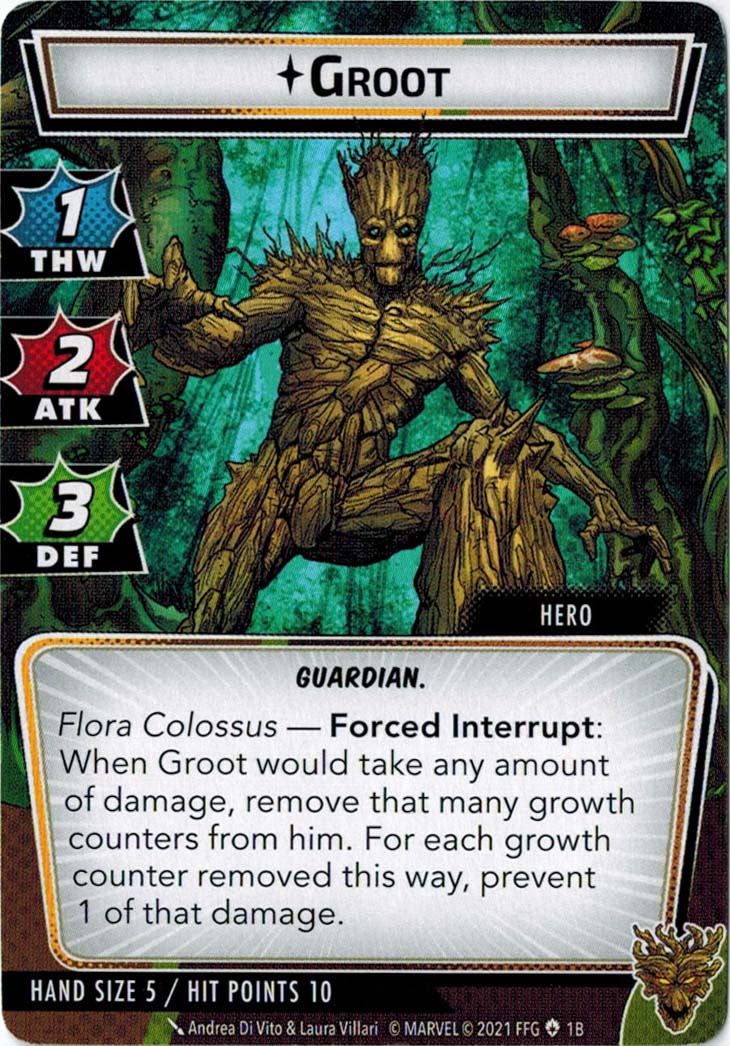 Groot
1
THW
2
ATK
3
DEF
HERO
GUARDIAN.
Flora Colossus — Forced Interrupt:
When Groot would take any amount
of damage, remove that many growth
counters from him. For each growth
counter removed this way, prevent
1 of that damage.
HAND SIZE 5 / HIT POINTS 10
Andrea Di Vito & Laura Villari © MARVEL © 2021 FFG 1B